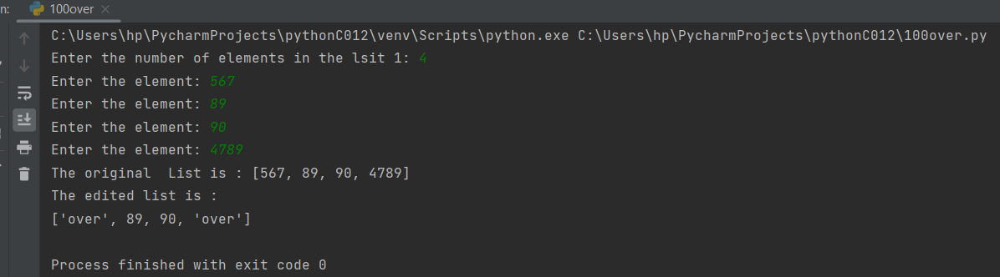 n: 100over
C:\Users\hp\PycharmProjects\pythonC012\venv\Scripts\python.exe C:\Users\hp\PycharmProjects\pythonC012\100over.py
Enter the number of elements in the lsit 1: 4
Enter the element: 567
Enter the element: 89
Enter the element: 90
Enter the element: 4789
The original  List is : [567, 89, 90, 4789]
The edited list is :
['over', 89, 90, 'over']
Process finished with exit code 0